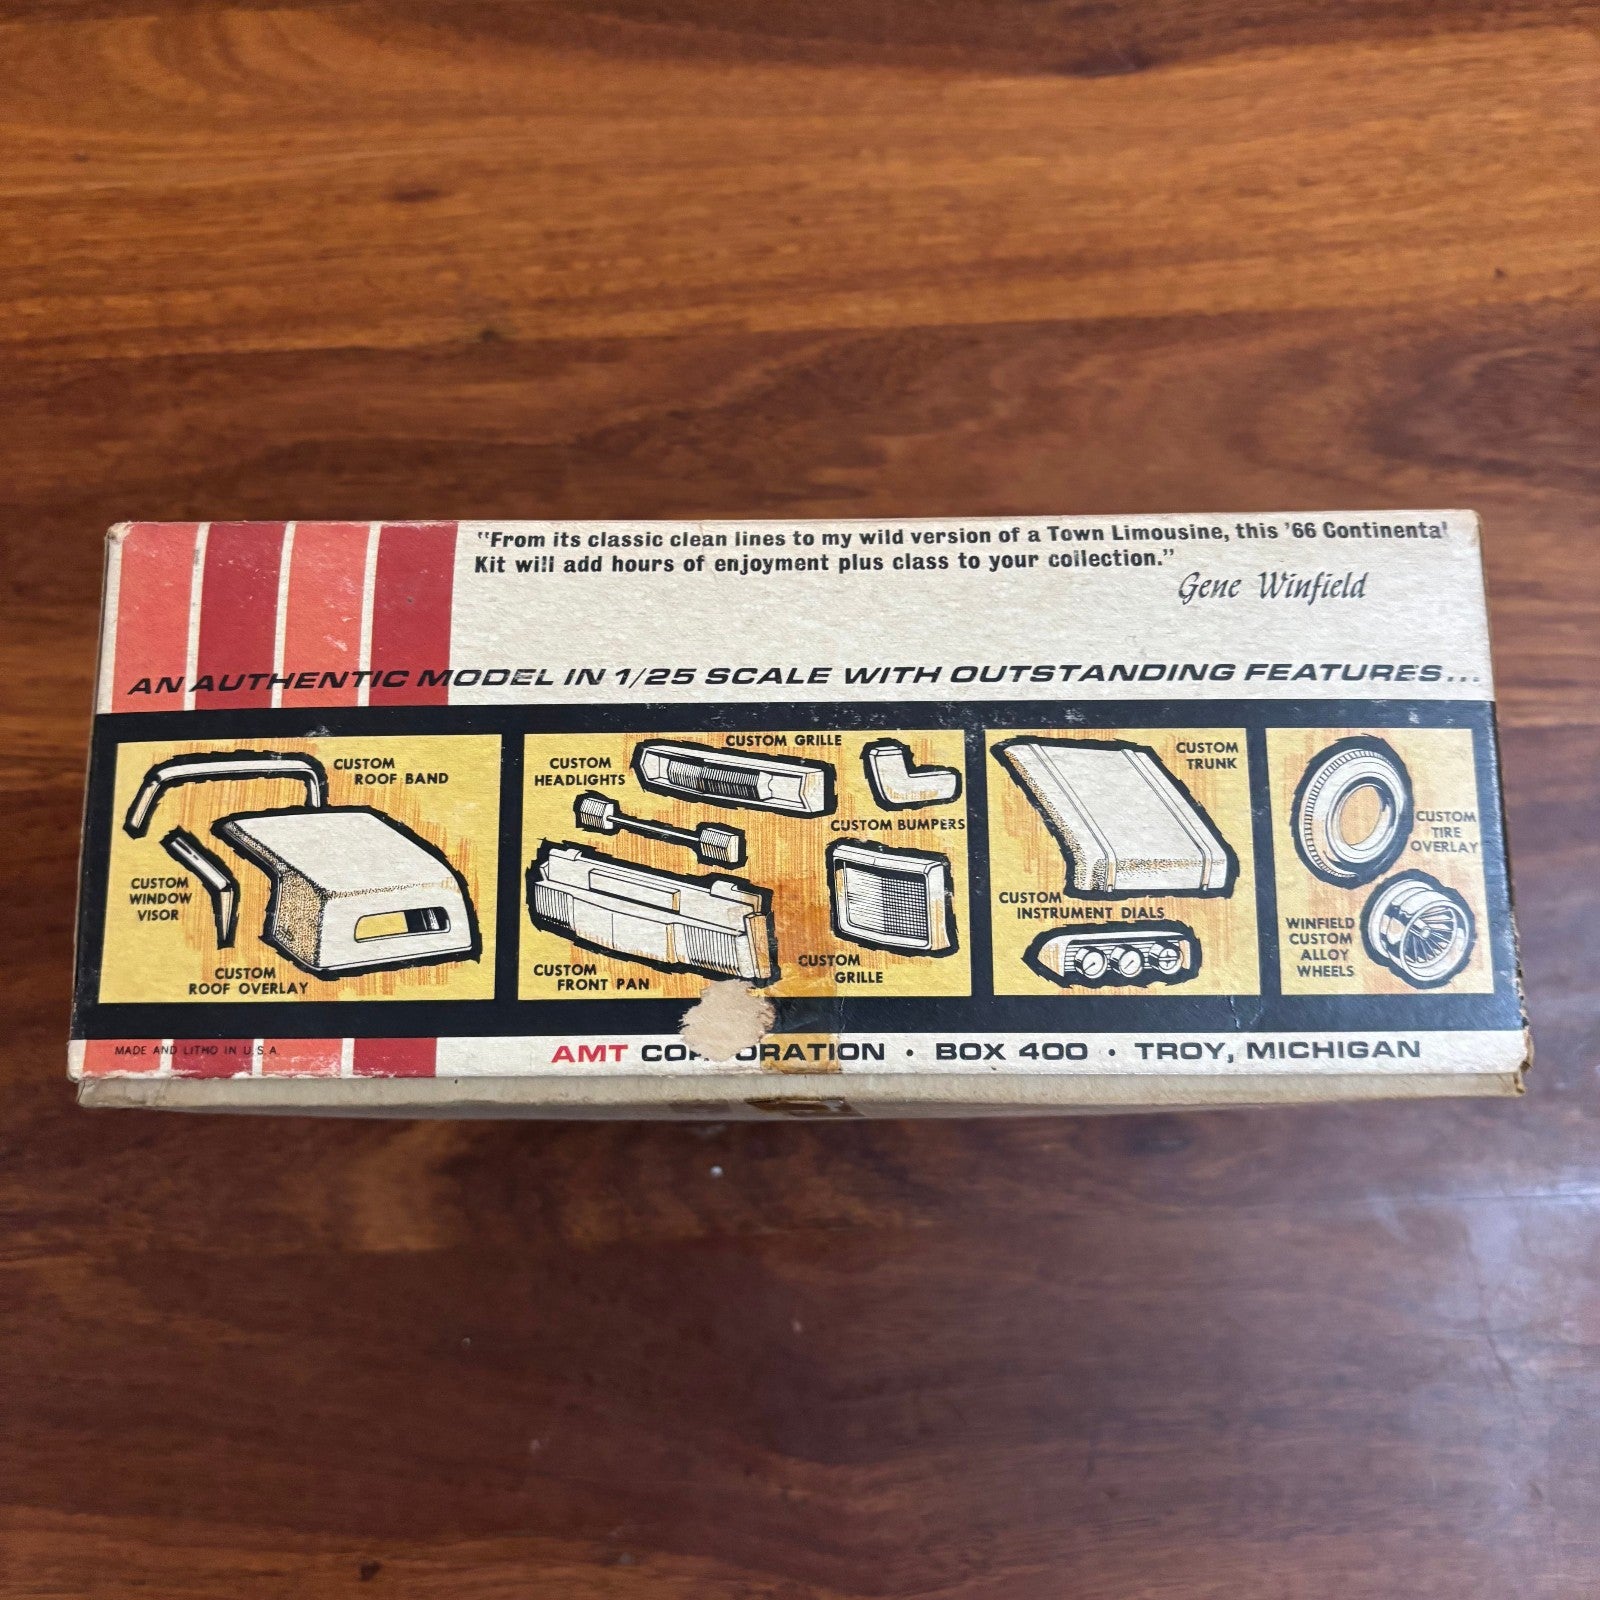 "From its classic clean lines to my wild version of a Town Limousine, this '66 Continental
Kit will add hours of enjoyment plus class to your collection."
Gene Winfield
AN AUTHENTIC MODEL IN 1/25 SCALE WITH OUTSTANDING FEATURES...
CUSTOM
ROOF BAND
CUSTOM
WINDOW
VISOR
CUSTOM
ROOF OVERLAY
CUSTOM GRILLE
CUSTOM
HEADLIGHTS
CUSTOM BUMPERS
CUSTOM
FRONT PAN
CUSTOM
GRILLE
CUSTOM
TRUNK
CUSTOM
INSTRUMENT DIALS
CUSTOM
TIRE
OVERLAY
WINFIELD
CUSTOM
ALLOY
WHEELS
MADE AND LITHO IN U.S.A.
AMT CORPORATION • BOX 400 • TROY, MICHIGAN